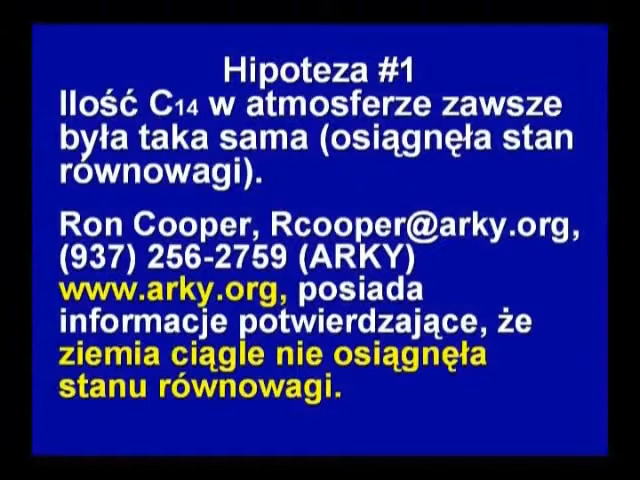 Hipoteza #1
Ilość C14 w atmosferze zawsze
była taka sama (osiągnęła stan
równowagi).
Ron Cooper, Rcooper@arky.org,
(937) 256-2759 (ARKY)
www.arky.org, posiada
informacje potwierdzające, że
ziemia ciągle nie osiągnęła
stanu równowagi.